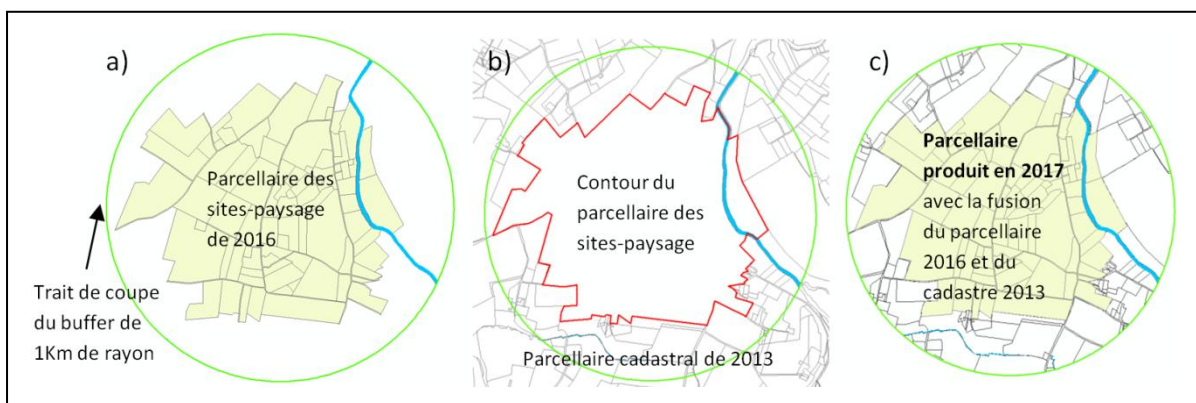 a)
Parcellaire des
sites-paysage
de 2016
Trait de coupe
du buffer de
1Km de rayon
b)
Contour du
parcellaire des
sites-paysage
Parcellaire cadastral de 2013
c)
Parcellaire
produit en 2017
avec la fusion
du parcellaire
2016 et du
cadastre 2013